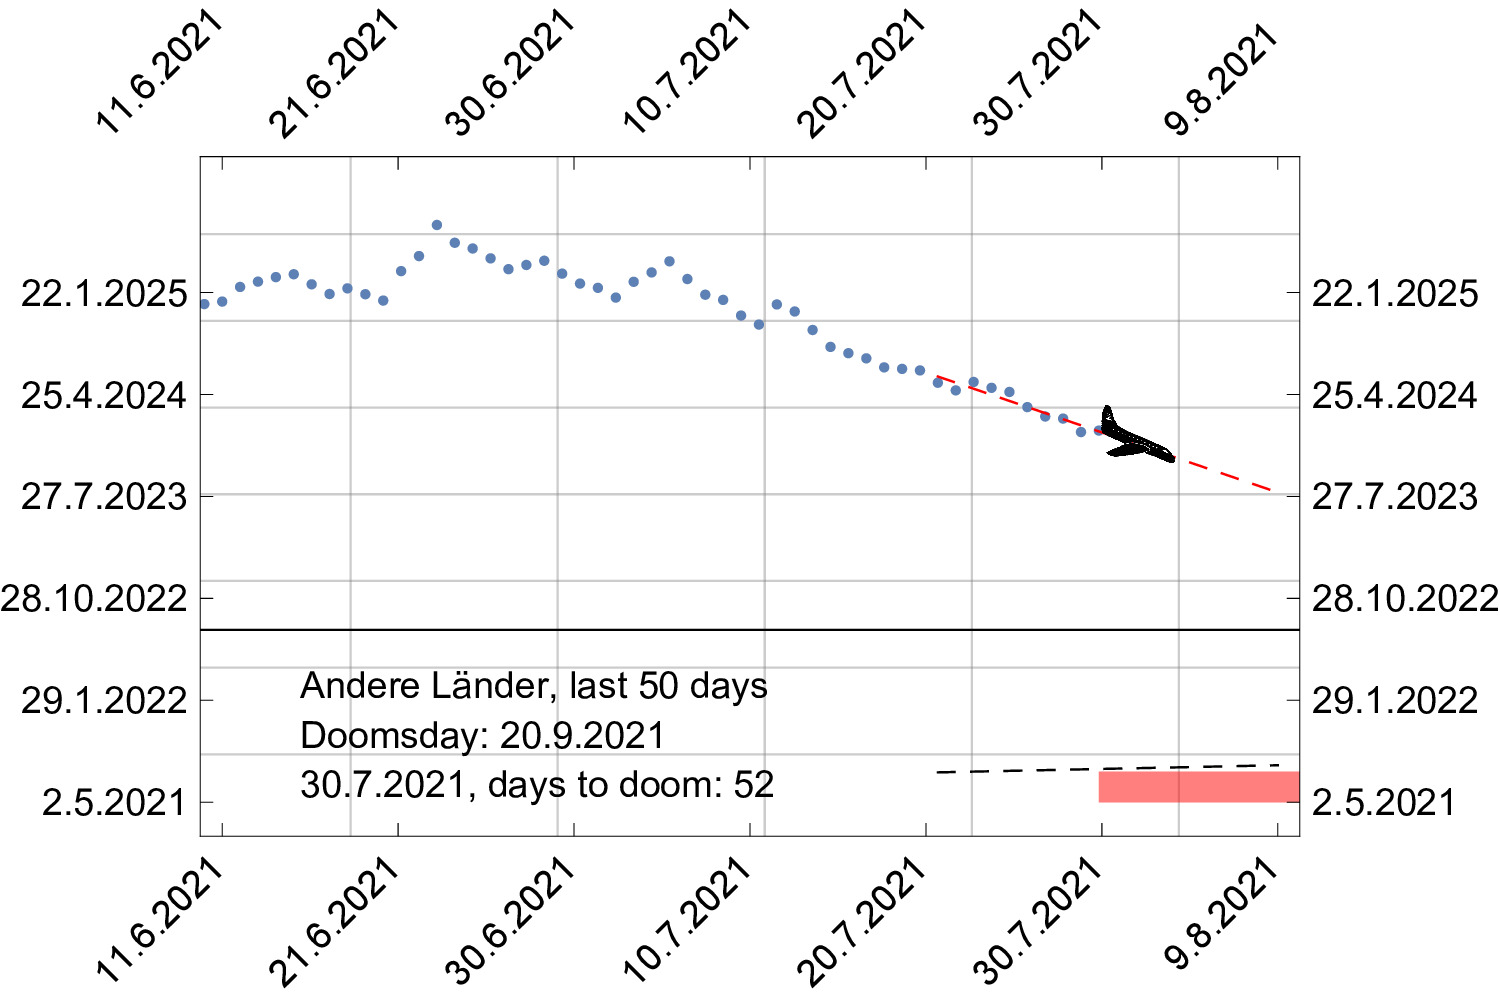 11.6.2021 21.6.2021 30.6.2021 10.7.2021 20.7.2021 30.7.2021 9.8.2021
22.1.2025 22.1.2025
25.4.2024 25.4.2024
27.7.2023 27.7.2023
28.10.2022 28.10.2022
Andere Länder, last 50 days
29.1.2022 29.1.2022
Doomsday: 20.9.2021
30.7.2021, days to doom: 52
2.5.2021 2.5.2021
11.6.2021 21.6.2021 30.6.2021 10.7.2021 20.7.2021 30.7.2021 9.8.2021